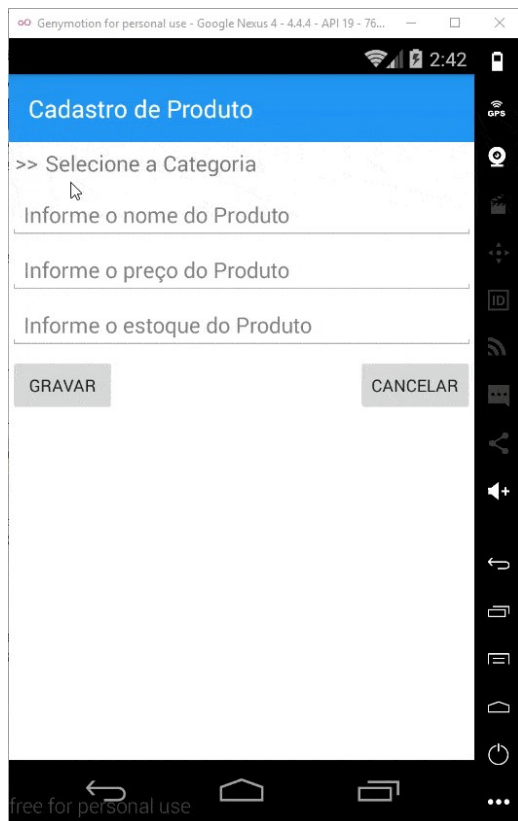 Genymotion for personal use - Google Nexus 4 - 4.4.4 - API 19 - 76...
2:42
Cadastro de Produto
GPS
>> Selecione a Categoria
Informe o nome do Produto
Informe o preço do Produto
ID
Informe o estoque do Produto
GRAVAR
CANCELAR
free for personal use